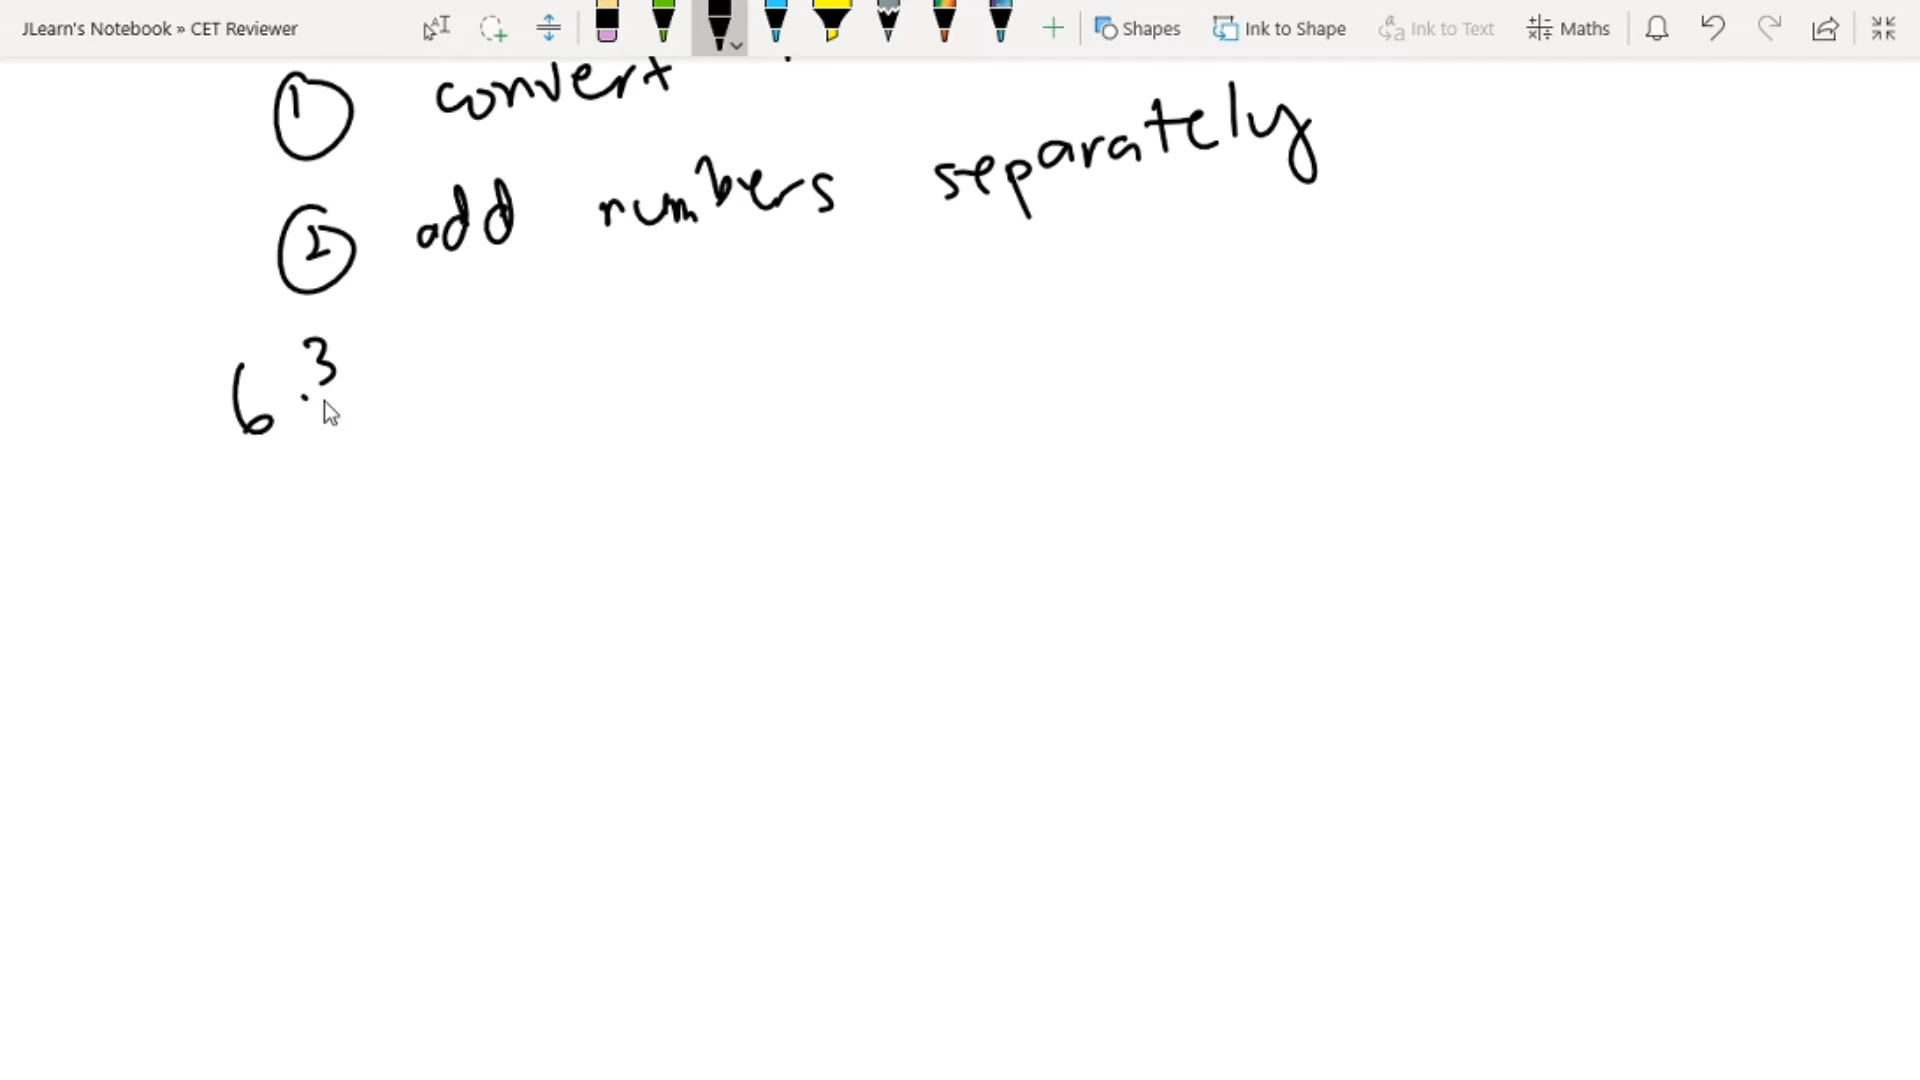 JLearn's Notebook » CET Reviewer Shapes Ink to Shape Ink to Text Maths
1 convert
2 add numbers separately
6 . 3